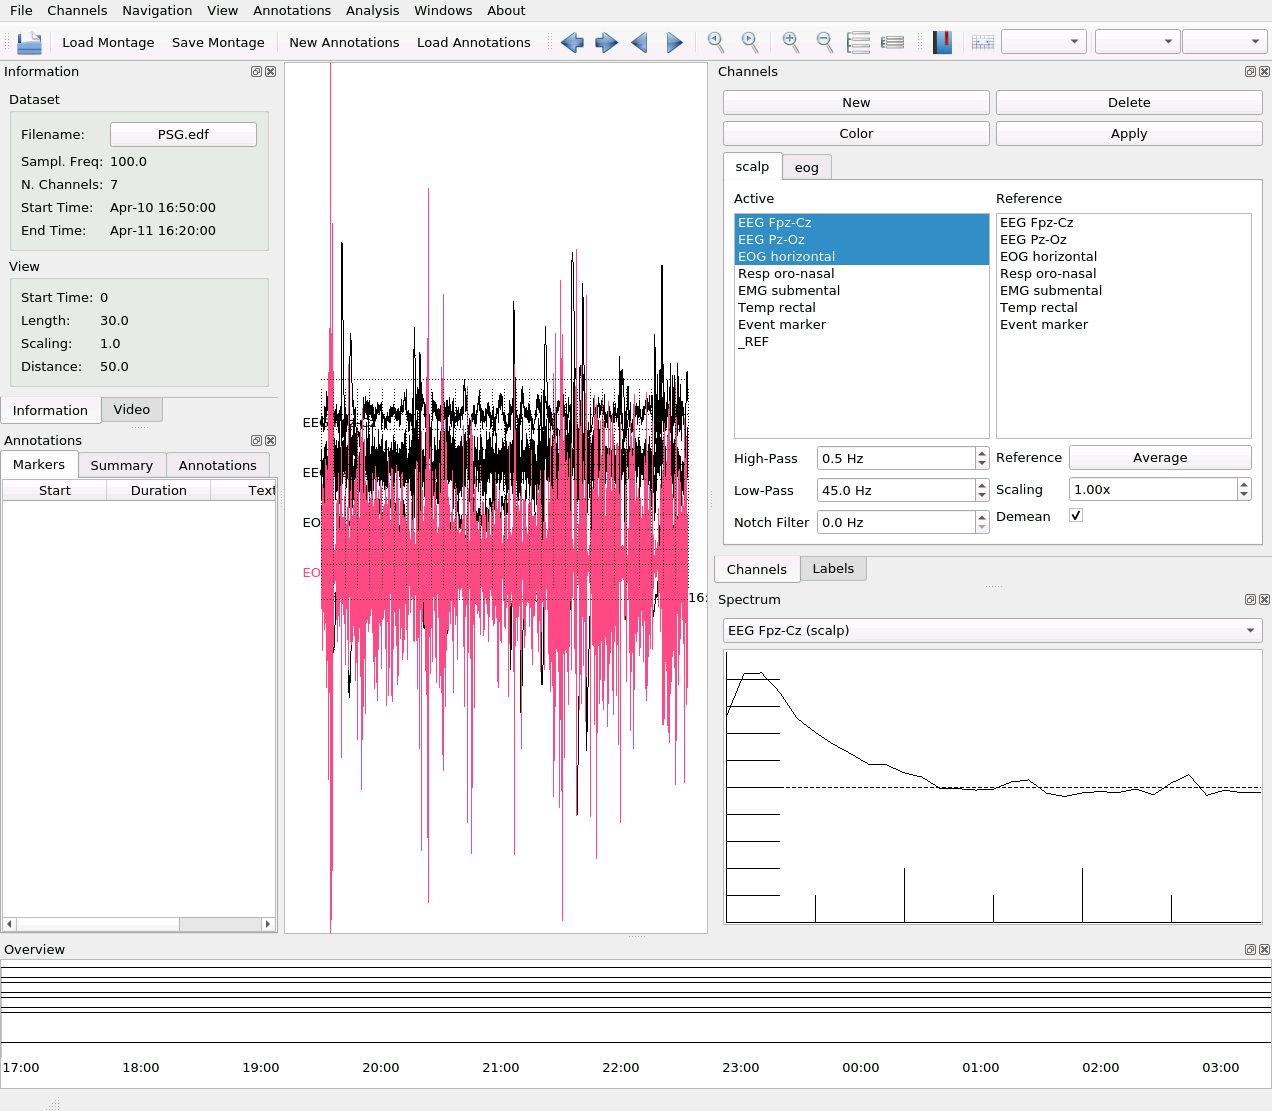 File Channels Navigation View Annotations Analysis Windows About
Load Montage Save Montage New Annotations Load Annotations
Information
Dataset
Filename: PSG.edf
Sampl. Freq: 100.0
N. Channels: 7
Start Time: Apr-10 16:50:00
End Time: Apr-11 16:20:00
View
Start Time: 0
Length: 30.0
Scaling: 1.0
Distance: 50.0
Information Video
Annotations
Markers Summary Annotations
Start Duration Text
EE
EE
EO
EO
16:
Channels
New Delete
Color Apply
scalp eog
Active Reference
EEG Fpz-Cz EEG Fpz-Cz
EEG Pz-Oz EEG Pz-Oz
EOG horizontal EOG horizontal
Resp oro-nasal Resp oro-nasal
EMG submental EMG submental
Temp rectal Temp rectal
Event marker Event marker
_REF
High-Pass 0.5 Hz Reference Average
Low-Pass 45.0 Hz Scaling 1.00x
Notch Filter 0.0 Hz Demean
Channels Labels
Spectrum
EEG Fpz-Cz (scalp)
Overview
17:00 18:00 19:00 20:00 21:00 22:00 23:00 00:00 01:00 02:00 03:00